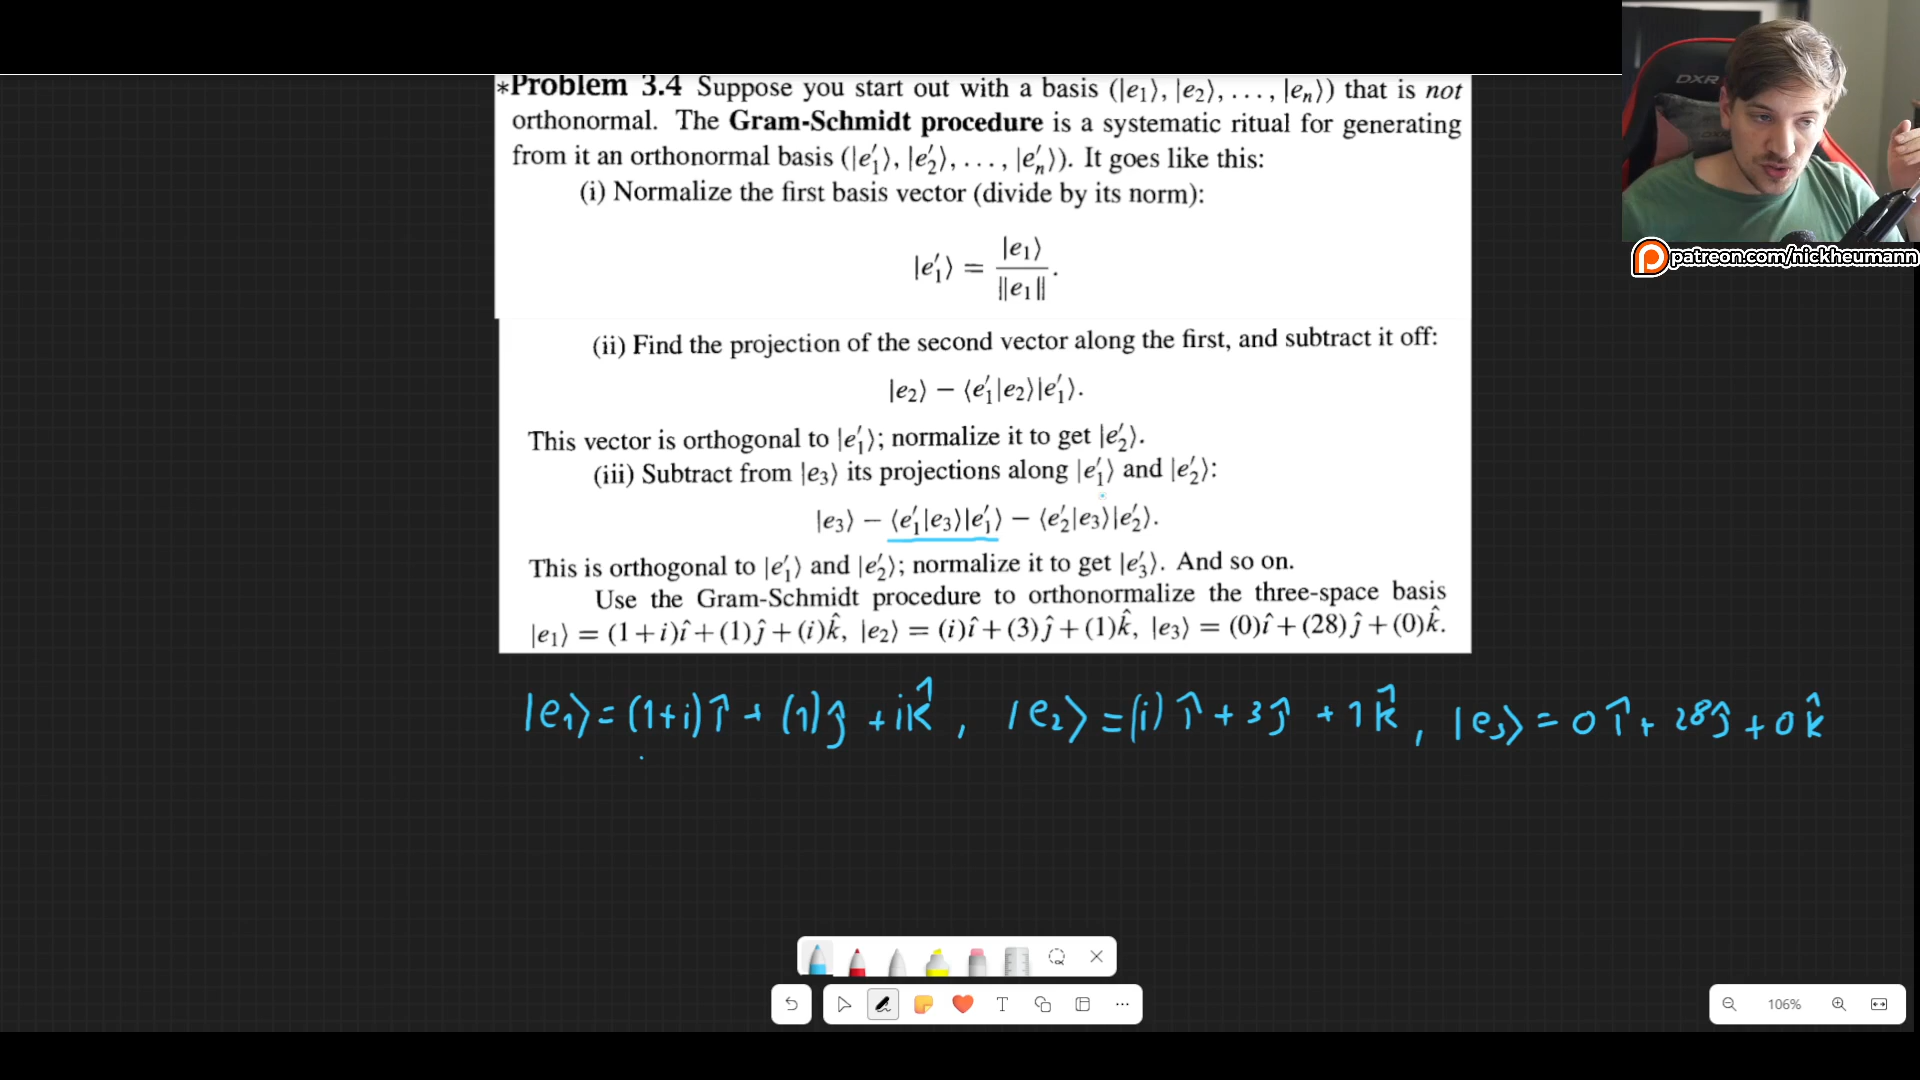 *Problem 3.4 Suppose you start out with a basis (|e₁⟩, |e₂⟩, . . . , |eₙ⟩) that is not
orthonormal. The Gram-Schmidt procedure is a systematic ritual for generating
from it an orthonormal basis (|e′₁⟩, |e′₂⟩, . . . , |e′ₙ⟩). It goes like this:
(i) Normalize the first basis vector (divide by its norm):
|e′₁⟩ = |e₁⟩ / ‖e₁‖ .
(ii) Find the projection of the second vector along the first, and subtract it off:
|e₂⟩ − ⟨e′₁|e₂⟩|e′₁⟩.
This vector is orthogonal to |e′₁⟩; normalize it to get |e′₂⟩.
(iii) Subtract from |e₃⟩ its projections along |e′₁⟩ and |e′₂⟩:
|e₃⟩ − ⟨e′₁|e₃⟩|e′₁⟩ − ⟨e′₂|e₃⟩|e′₂⟩.
This is orthogonal to |e′₁⟩ and |e′₂⟩; normalize it to get |e′₃⟩. And so on.
Use the Gram-Schmidt procedure to orthonormalize the three-space basis
|e₁⟩ = (1+i)î + (1)ĵ + (i)k̂, |e₂⟩ = (i)î + (3)ĵ + (1)k̂, |e₃⟩ = (0)î + (28)ĵ + (0)k̂.
|e₁⟩ = (1+i)î + (1)ĵ + ik̂ , |e₂⟩ = (i) î + 3ĵ + 1k̂ , |e₃⟩ = 0î + 28ĵ + 0k̂
DXR
patreon.com/nickheumann
T
106%